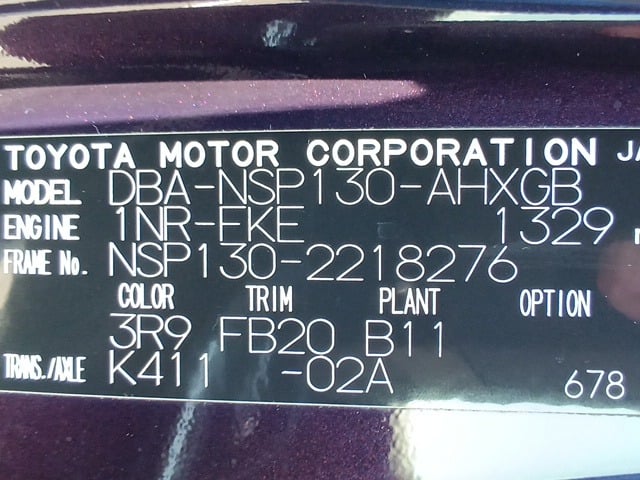 TOYOTA MOTOR CORPORATION JA
MODEL DBA-NSP130-AHXGB
ENGINE 1NR-FKE 1329
FRAME No. NSP130-2218276
COLOR TRIM PLANT OPTION
3R9 FB20 B11
TRANS./AXLE K411 -02A 678